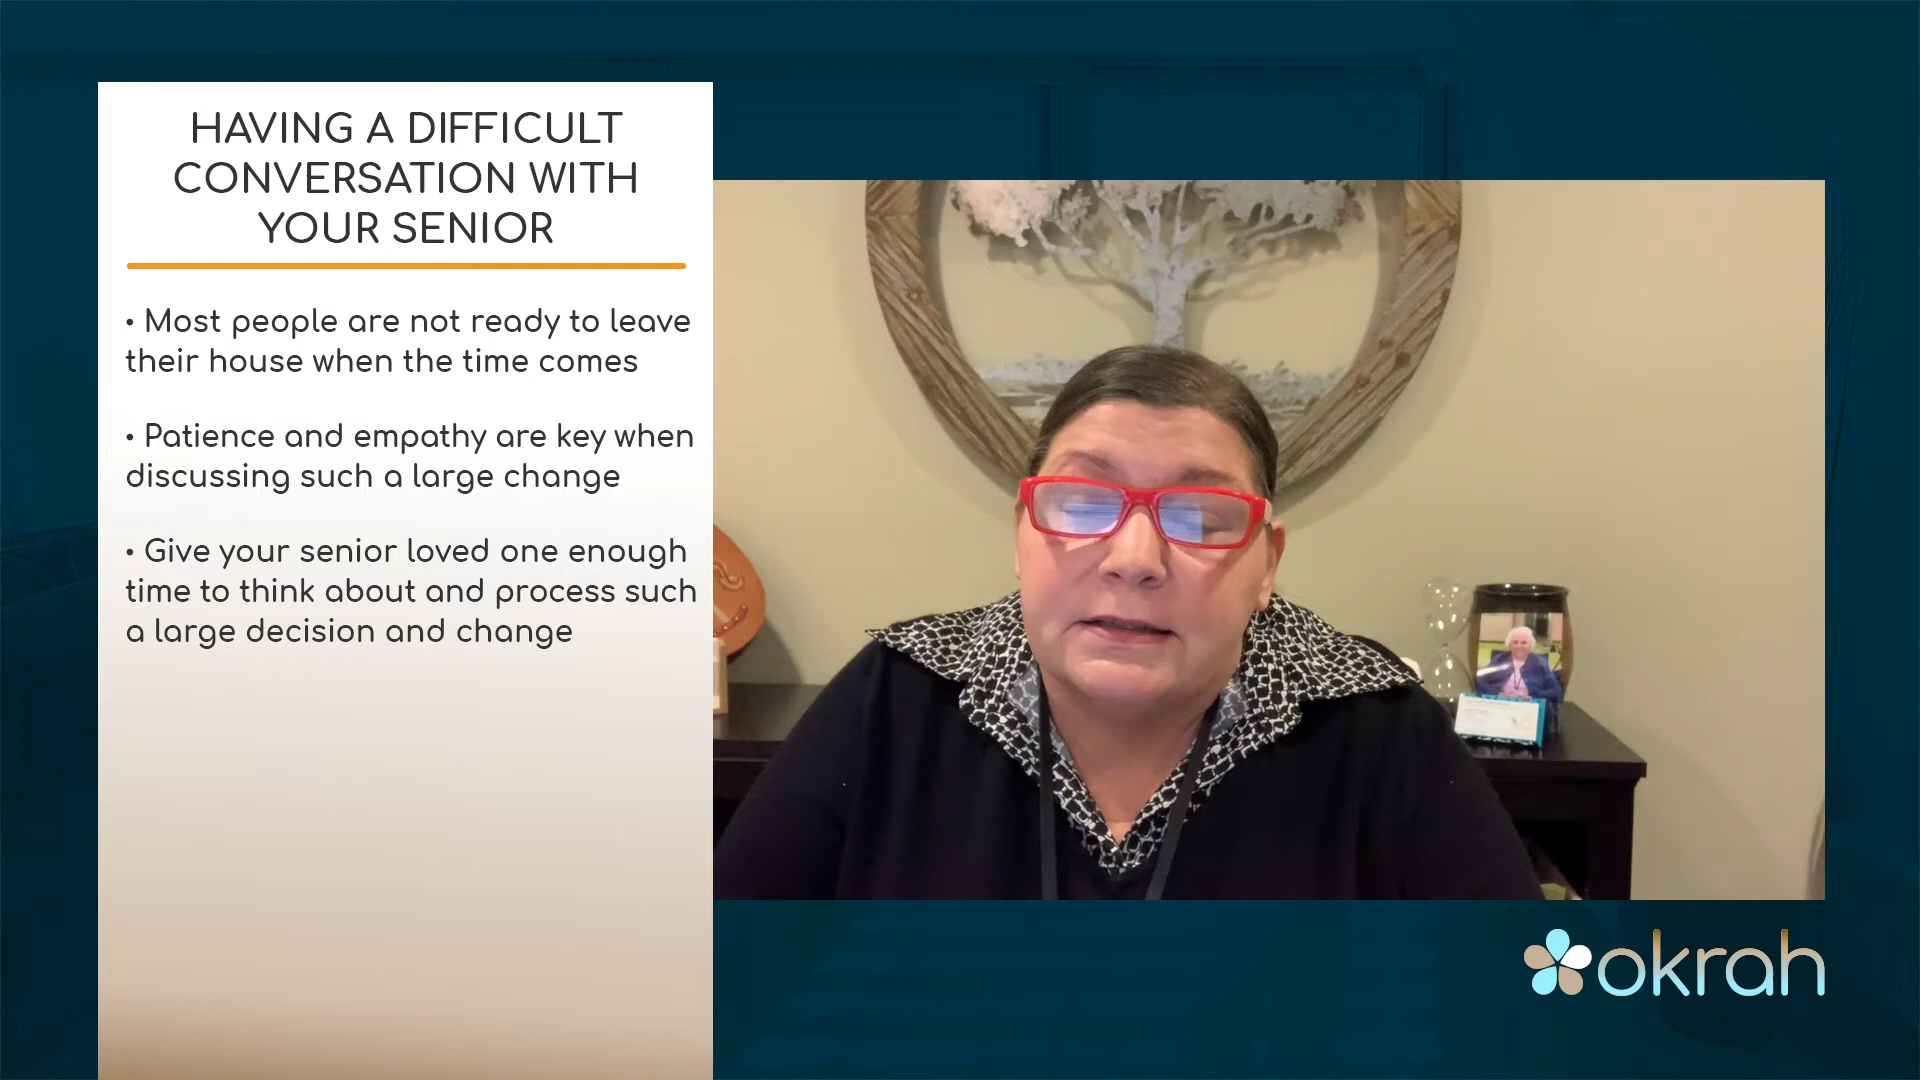 HAVING A DIFFICULT
CONVERSATION WITH
YOUR SENIOR
• Most people are not ready to leave
their house when the time comes
• Patience and empathy are key when
discussing such a large change
• Give your senior loved one enough
time to think about and process such
a large decision and change
okrah